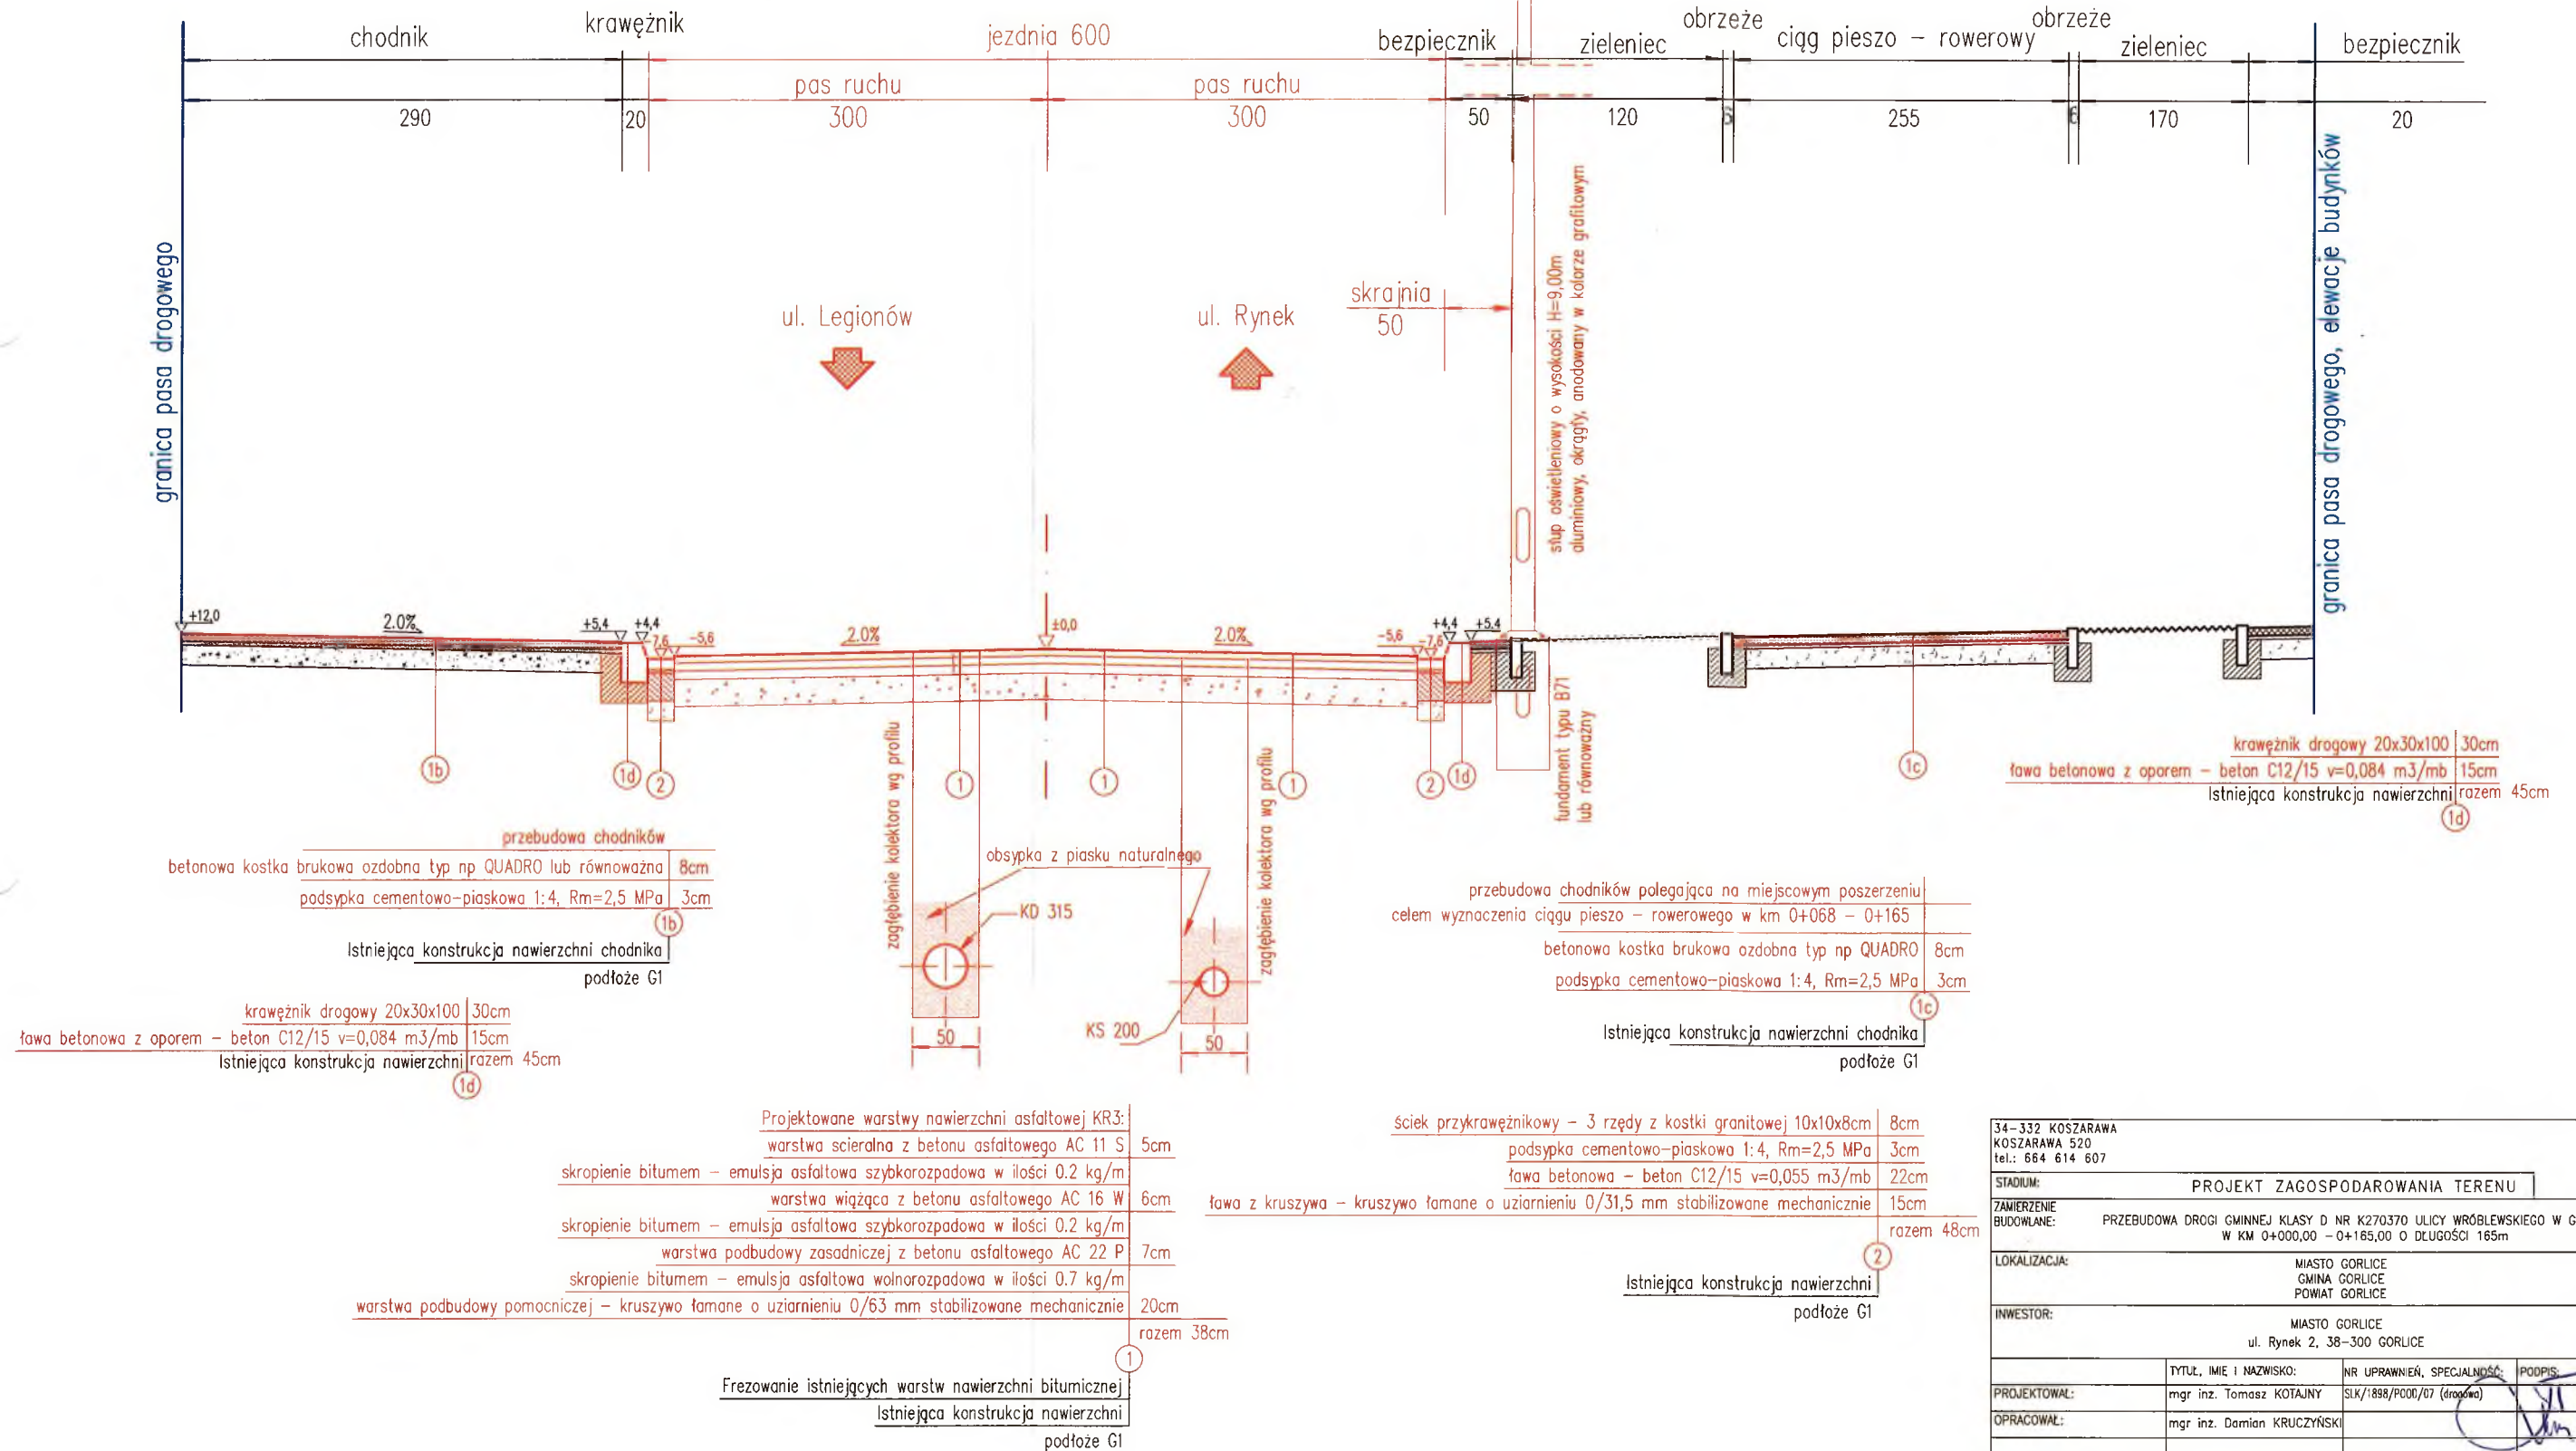 chodnik
krawężnik
jezdnia 600
bezpiecznik
zieleniec
obrzeże
ciąg pieszo – rowerowy
obrzeże
zieleniec
bezpiecznik
pas ruchu
pas ruchu
290
20
300
300
50
120
255
6
170
20
granica pasa drogowego
ul. Legionów
ul. Rynek
skrajnia
50
słup oświetleniowy o wysokości H=9,00m
aluminiowy, okrągły, anodowany w kolorze grafitowym
granica pasa drogowego, elewacje budynków
+12,0
2.0%
+5,4
+4,4
-7,6
-5,6
2.0%
±0,0
2.0%
-5,6
-7,6
+4,4
+5,4
1b
1d
2
1
1
1
2
1d
1c
fundament typu B71
lub równoważny
zagłębienie kolektora wg profilu
zagłębienie kolektora wg profilu
krawężnik drogowy 20x30x100 30cm
ława betonowa z oporem – beton C12/15 v=0,084 m3/mb 15cm
Istniejąca konstrukcja nawierzchni razem 45cm
1d
przebudowa chodników
betonowa kostka brukowa ozdobna typ np QUADRO lub równoważna 8cm
podsypka cementowo-piaskowa 1:4, Rm=2,5 MPa 3cm
1b
Istniejąca konstrukcja nawierzchni chodnika
podłoże G1
obsypka z piasku naturalnego
KD 315
KS 200
50
50
przebudowa chodników polegająca na miejscowym poszerzeniu
celem wyznaczenia ciągu pieszo – rowerowego w km 0+068 – 0+165
betonowa kostka brukowa ozdobna typ np QUADRO 8cm
podsypka cementowo-piaskowa 1:4, Rm=2,5 MPa 3cm
1c
Istniejąca konstrukcja nawierzchni chodnika
podłoże G1
krawężnik drogowy 20x30x100 30cm
ława betonowa z oporem – beton C12/15 v=0,084 m3/mb 15cm
Istniejąca konstrukcja nawierzchni razem 45cm
1d
Projektowane warstwy nawierzchni asfaltowej KR3:
warstwa scieralna z betonu asfaltowego AC 11 S 5cm
skropienie bitumem – emulsja asfaltowa szybkorozpadowa w ilości 0.2 kg/m
warstwa wiążąca z betonu asfaltowego AC 16 W 6cm
skropienie bitumem – emulsja asfaltowa szybkorozpadowa w ilości 0.2 kg/m
warstwa podbudowy zasadniczej z betonu asfaltowego AC 22 P 7cm
skropienie bitumem – emulsja asfaltowa wolnorozpadowa w ilości 0.7 kg/m
warstwa podbudowy pomocniczej – kruszywo łamane o uziarnieniu 0/63 mm stabilizowane mechanicznie 20cm
razem 38cm
1
Frezowanie istniejących warstw nawierzchni bitumicznej
Istniejąca konstrukcja nawierzchni
podłoże G1
ściek przykrawężnikowy – 3 rzędy z kostki granitowej 10x10x8cm 8cm
podsypka cementowo-piaskowa 1:4, Rm=2,5 MPa 3cm
ława betonowa – beton C12/15 v=0,055 m3/mb 22cm
ława z kruszywa – kruszywo łamane o uziarnieniu 0/31,5 mm stabilizowane mechanicznie 15cm
razem 48cm
2
Istniejąca konstrukcja nawierzchni
podłoże G1
34-332 KOSZARAWA
KOSZARAWA 520
tel.: 664 614 607
STADIUM: PROJEKT ZAGOSPODAROWANIA TERENU
ZAMIERZENIE
BUDOWLANE: PRZEBUDOWA DROGI GMINNEJ KLASY D NR K270370 ULICY WRÓBLEWSKIEGO W G
W KM 0+000,00 – 0+165,00 O DŁUGOŚCI 165m
LOKALIZACJA: MIASTO GORLICE
GMINA GORLICE
POWIAT GORLICE
INWESTOR: MIASTO GORLICE
ul. Rynek 2, 38-300 GORLICE
TYTUŁ, IMIĘ I NAZWISKO: NR UPRAWNIEŃ, SPECJALNOŚĆ: PODPIS:
PROJEKTOWAŁ: mgr inż. Tomasz KOTAJNY SLK/1898/POOD/07 (drogowa)
OPRACOWAŁ: mgr inż. Damian KRUCZYŃSKI